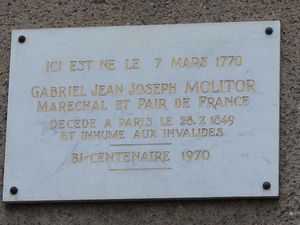 ICI EST NE LE 7 MARS 1770
GABRIEL JEAN JOSEPH MOLITOR
MARECHAL ET PAIR DE FRANCE
DECEDE A PARIS LE 28.7.1849
ET INHUME AUX INVALIDES
BI-CENTENAIRE 1970